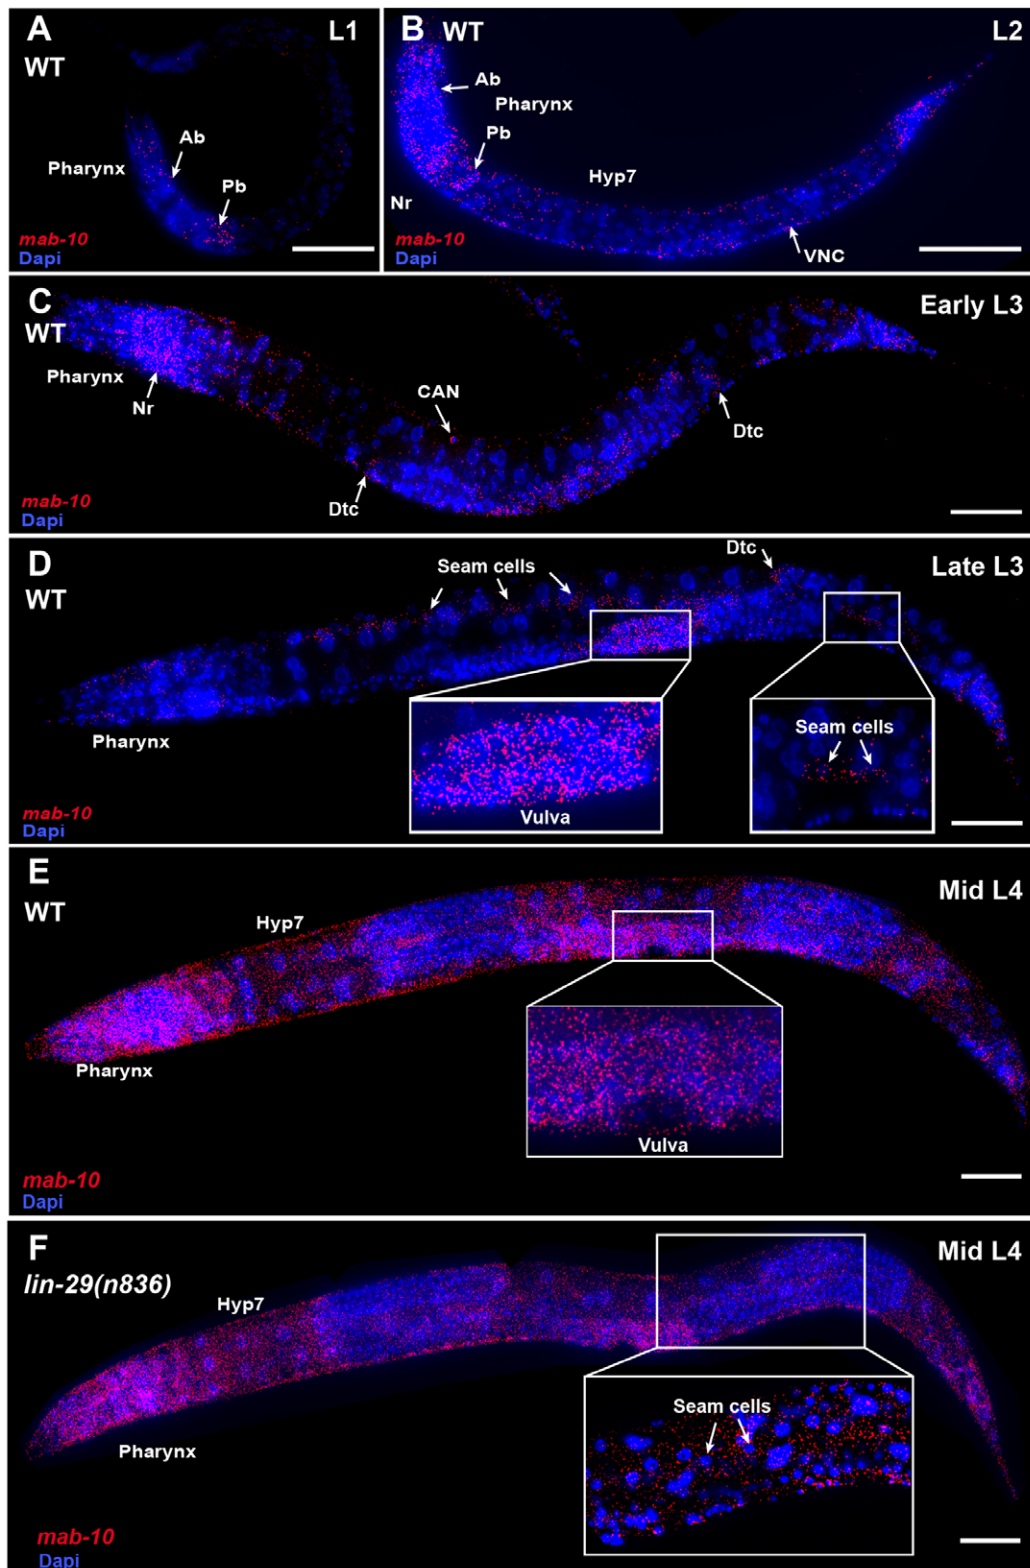 A
L1
WT
Ab
Pharynx
Pb
mab-10
Dapi
B WT
L2
Ab
Pharynx
Pb
Hyp7
Nr
mab-10
Dapi
VNC
C
Early L3
WT
Pharynx
Nr
CAN
Dtc
Dtc
mab-10
Dapi
D
Dtc
Late L3
Seam cells
WT
Pharynx
Seam cells
Vulva
mab-10
Dapi
E
Mid L4
WT
Hyp7
Pharynx
Vulva
mab-10
Dapi
F
Mid L4
lin-29(n836)
Hyp7
Seam cells
Pharynx
mab-10
Dapi